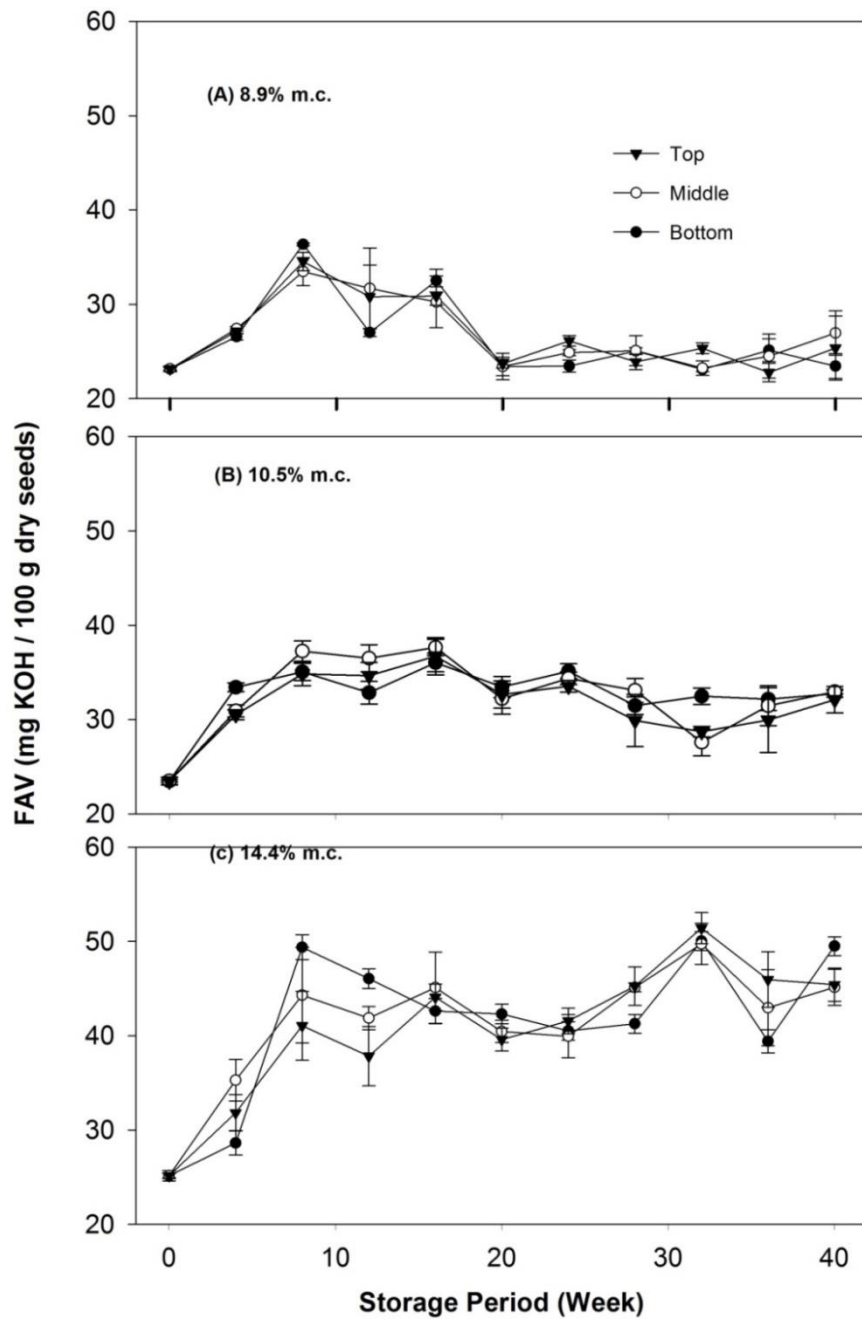 60
(A) 8.9% m.c.
50
Top
40
Middle
Bottom
30
20
60
(B) 10.5% m.c.
50
40
30
20
60
(c) 14.4% m.c.
50
40
30
20
0 10 20 30 40
Storage Period (Week)
FAV (mg KOH / 100 g dry seeds)